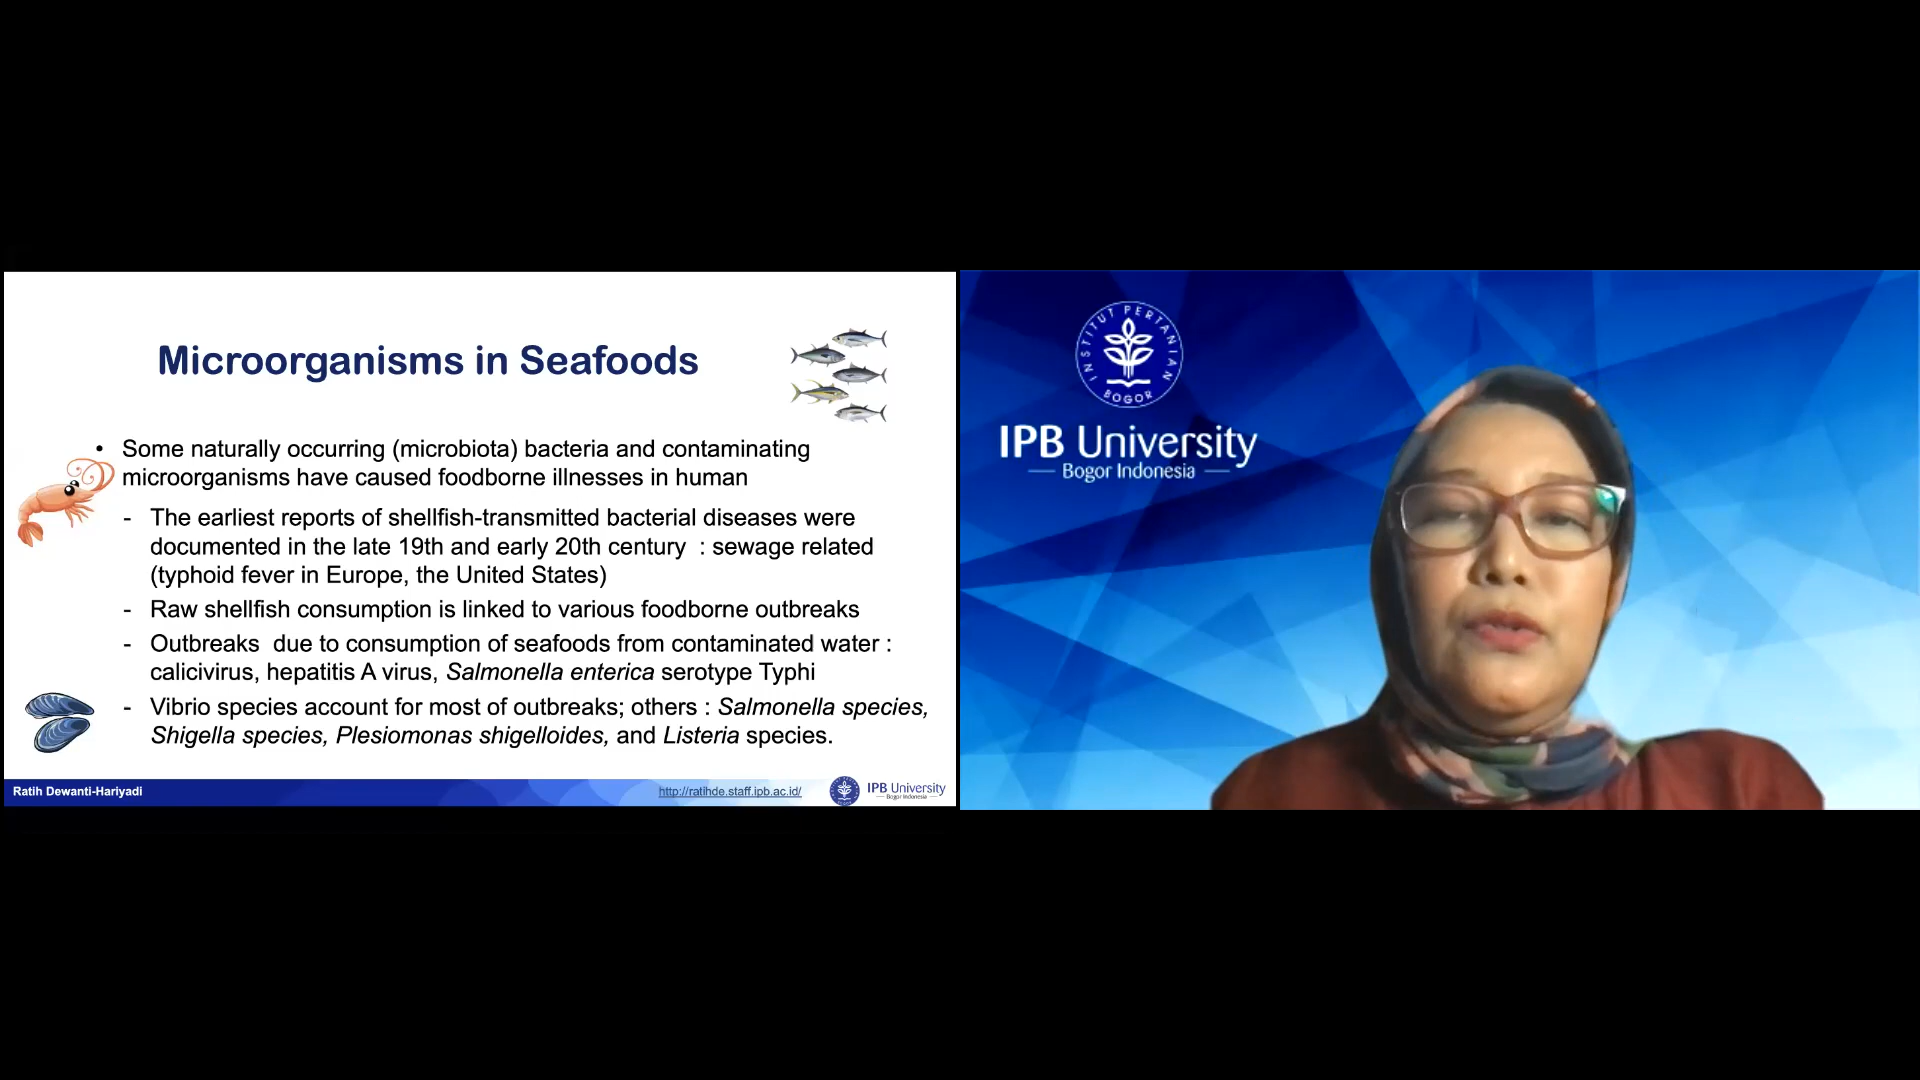 Microorganisms in Seafoods
• Some naturally occurring (microbiota) bacteria and contaminating
microorganisms have caused foodborne illnesses in human
- The earliest reports of shellfish-transmitted bacterial diseases were
documented in the late 19th and early 20th century : sewage related
(typhoid fever in Europe, the United States)
- Raw shellfish consumption is linked to various foodborne outbreaks
- Outbreaks due to consumption of seafoods from contaminated water :
calicivirus, hepatitis A virus, Salmonella enterica serotype Typhi
- Vibrio species account for most of outbreaks; others : Salmonella species,
Shigella species, Plesiomonas shigelloides, and Listeria species.
Ratih Dewanti-Hariyadi
http://ratihde.staff.ipb.ac.id/
IPB University
Bogor Indonesia
INSTITUT PERTANIAN
BOGOR
IPB University
Bogor Indonesia